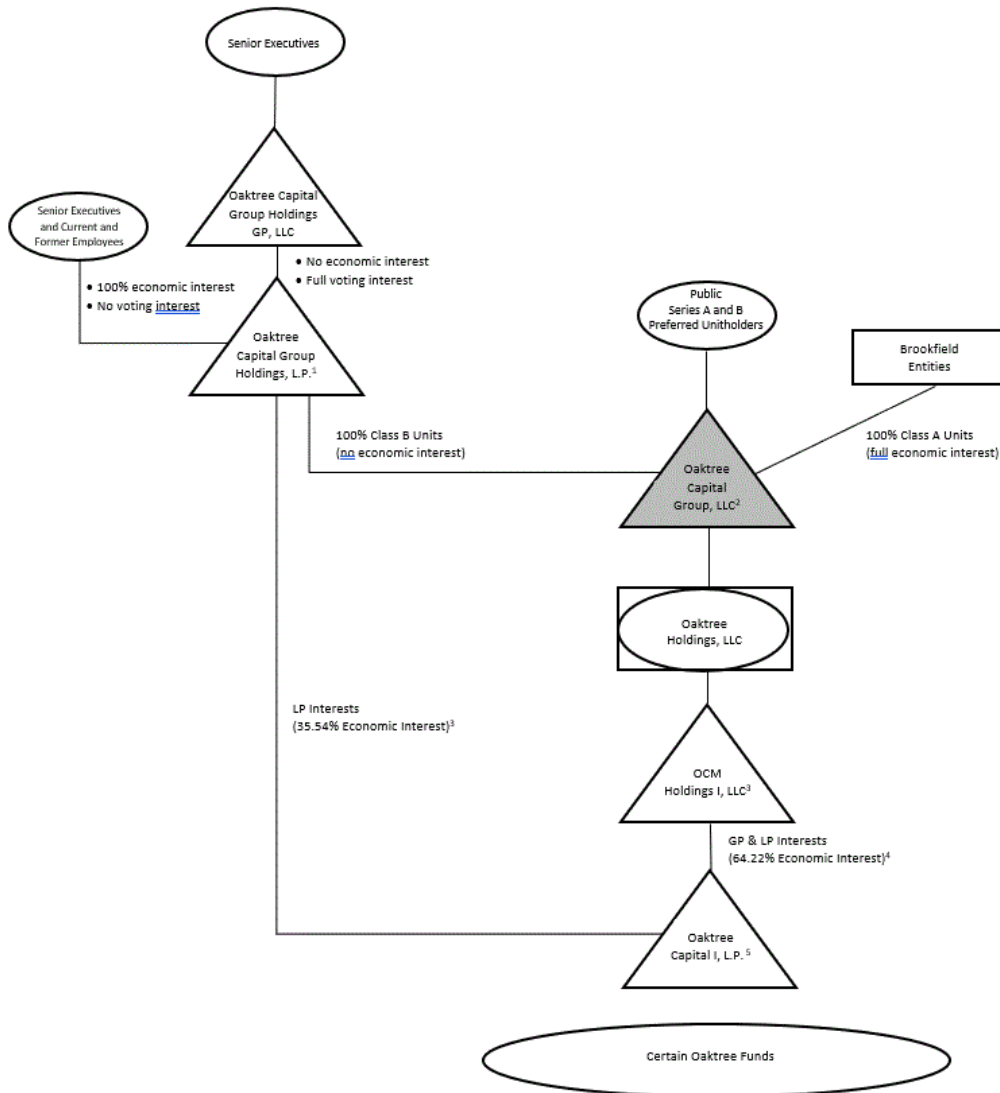 Senior Executives
Oaktree Capital
Group Holdings
GP, LLC
Senior Executives
and Current and
Former Employees
• No economic interest
• Full voting interest
• 100% economic interest
• No voting interest
Oaktree
Capital Group
Holdings, L.P.¹
Public
Series A and B
Preferred Unitholders
Brookfield
Entities
100% Class B Units
(no economic interest)
100% Class A Units
(full economic interest)
Oaktree
Capital
Group, LLC²
Oaktree
Holdings, LLC
LP Interests
(35.54% Economic Interest)³
OCM
Holdings I, LLC³
GP & LP Interests
(64.22% Economic Interest)⁴
Oaktree
Capital I, L.P. ⁵
Certain Oaktree Funds